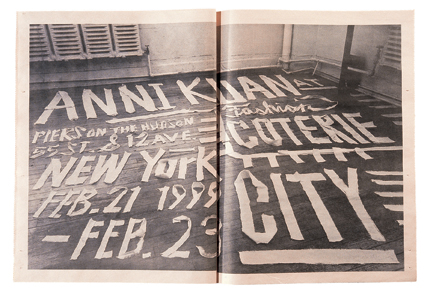 ANNI KUAN AT
Fashion
PIERS ON THE HUDSON
COTERIE
55 ST. & 12 AVE.
NEW YORK
CITY
FEB. 21 1999
– FEB. 23